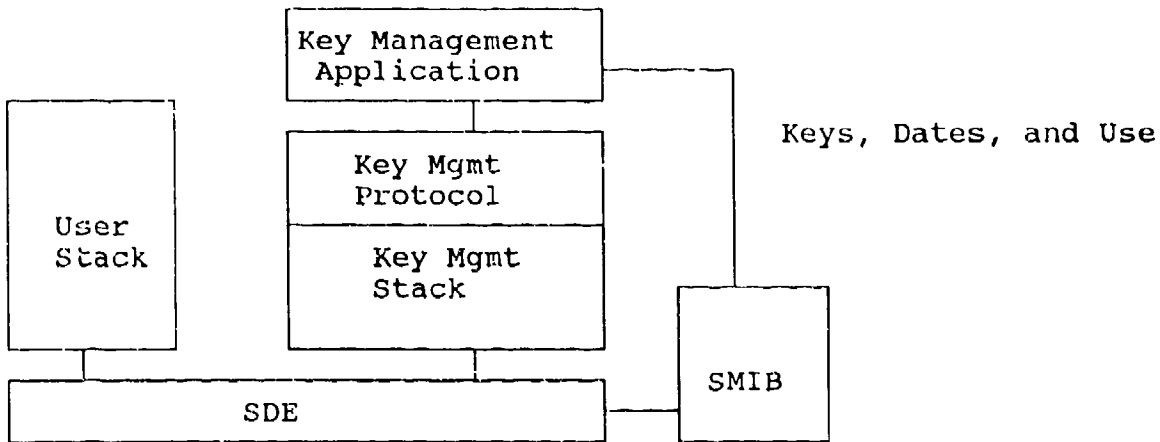 Key Management
Application
Keys, Dates, and Use
Key Mgmt
Protocol
User
Stack
Key Mgmt
Stack
SMIB
SDE